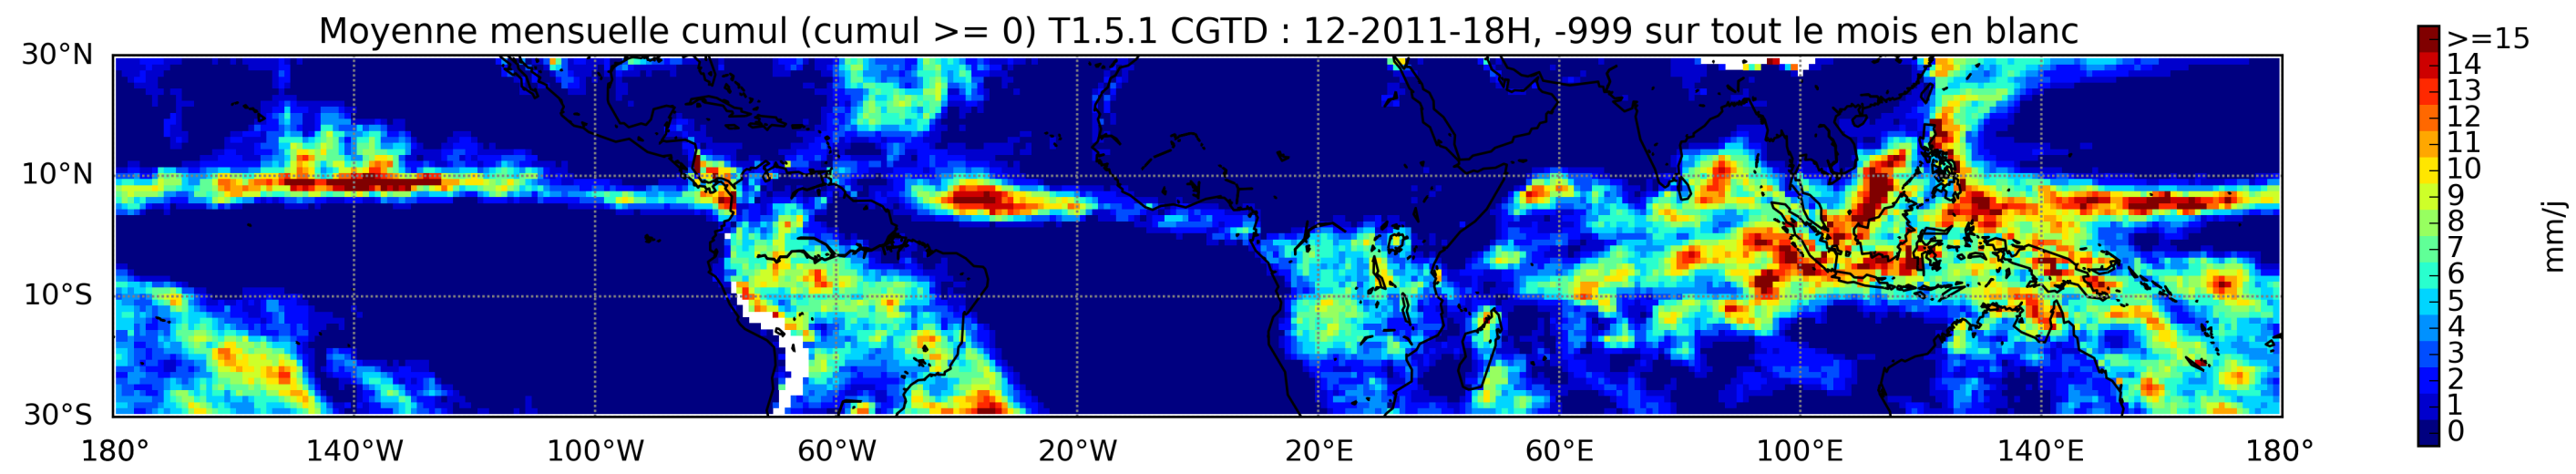 Moyenne mensuelle cumul (cumul >= 0) T1.5.1 CGTD : 12-2011-18H, -999 sur tout le mois en blanc
30°N
10°N
10°S
30°S
180° 140°W 100°W 60°W 20°W 20°E 60°E 100°E 140°E 180°
>=15
14
13
12
11
10
9
8
7
6
5
4
3
2
1
0
mm/j